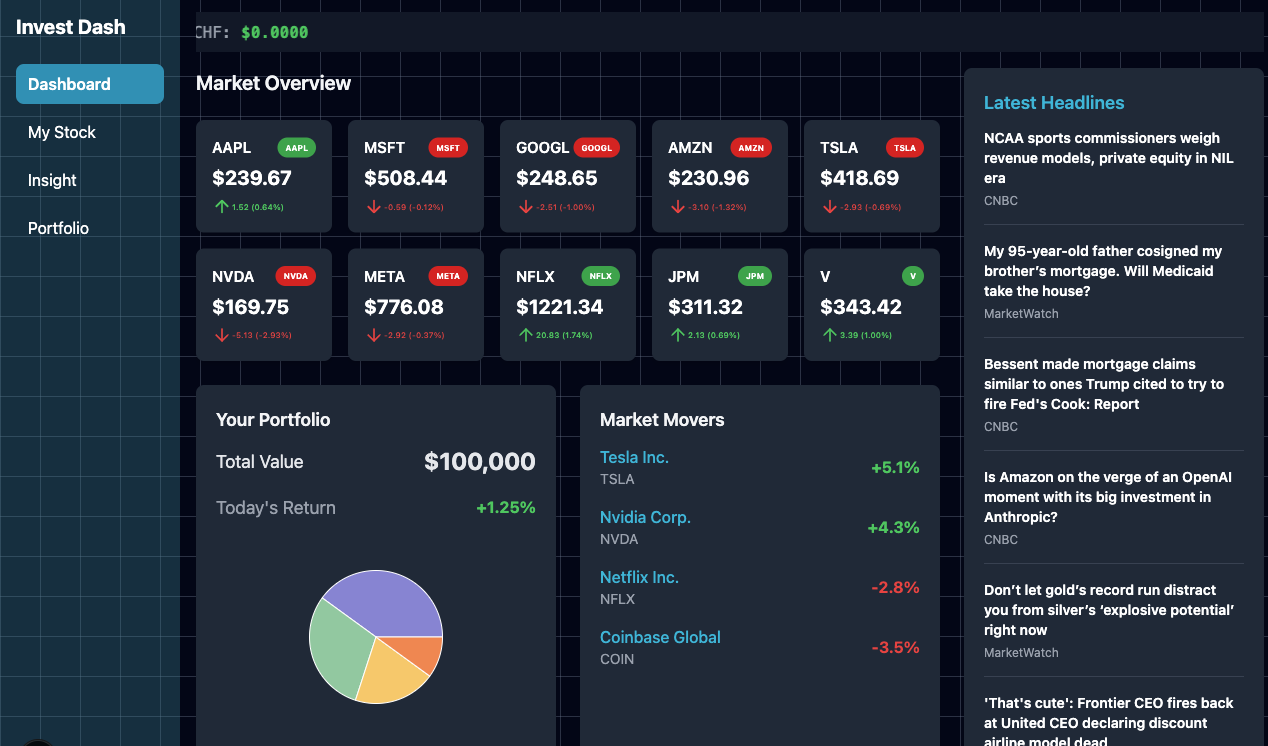 Invest Dash
Dashboard
My Stock
Insight
Portfolio
CHF: $0.0000
Market Overview
AAPL AAPL
$239.67
1.52 (0.64%)
MSFT MSFT
$508.44
-0.59 (-0.12%)
GOOGL GOOGL
$248.65
-2.51 (-1.00%)
AMZN AMZN
$230.96
-3.10 (-1.32%)
TSLA TSLA
$418.69
-2.93 (-0.69%)
NVDA NVDA
$169.75
-5.13 (-2.93%)
META META
$776.08
-2.92 (-0.37%)
NFLX NFLX
$1221.34
20.83 (1.74%)
JPM JPM
$311.32
2.13 (0.69%)
V V
$343.42
3.39 (1.00%)
Your Portfolio
Total Value $100,000
Today's Return +1.25%
Market Movers
Tesla Inc.
TSLA
+5.1%
Nvidia Corp.
NVDA
+4.3%
Netflix Inc.
NFLX
-2.8%
Coinbase Global
COIN
-3.5%
Latest Headlines
NCAA sports commissioners weigh
revenue models, private equity in NIL
era
CNBC
My 95-year-old father cosigned my
brother’s mortgage. Will Medicaid
take the house?
MarketWatch
Bessent made mortgage claims
similar to ones Trump cited to try to
fire Fed's Cook: Report
CNBC
Is Amazon on the verge of an OpenAI
moment with its big investment in
Anthropic?
CNBC
Don’t let gold’s record run distract
you from silver’s ‘explosive potential’
right now
MarketWatch
'That's cute': Frontier CEO fires back
at United CEO declaring discount
airline model dead